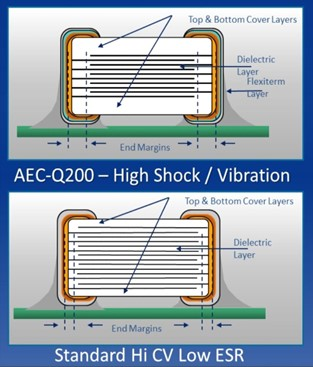 Top & Bottom Cover Layers
Dielectric
Layer
Flexiterm
Layer
End Margins
AEC-Q200 – High Shock / Vibration
Top & Bottom Cover Layers
Dielectric
Layer
End Margins
Standard Hi CV Low ESR